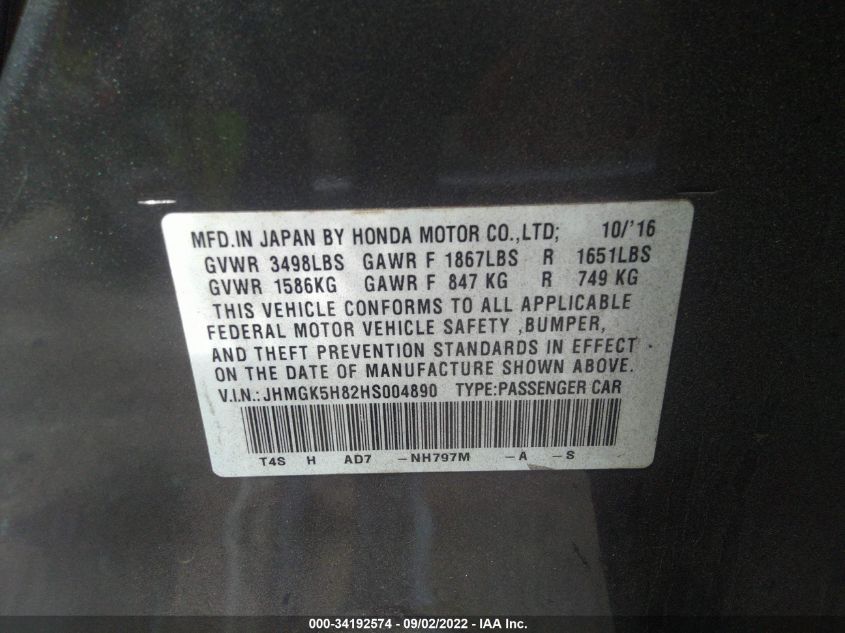 MFD.IN JAPAN BY HONDA MOTOR CO.,LTD; 10/'16
GVWR 3498LBS GAWR F 1867LBS R 1651LBS
GVWR 1586KG GAWR F 847 KG R 749 KG
THIS VEHICLE CONFORMS TO ALL APPLICABLE
FEDERAL MOTOR VEHICLE SAFETY ,BUMPER,
AND THEFT PREVENTION STANDARDS IN EFFECT
ON THE DATE OF MANUFACTURE SHOWN ABOVE.
V.I.N.: JHMGK5H82HS004890 TYPE:PASSENGER CAR
T4S H AD7 -NH797M -A -S
000-34192574 - 09/02/2022 - IAA Inc.